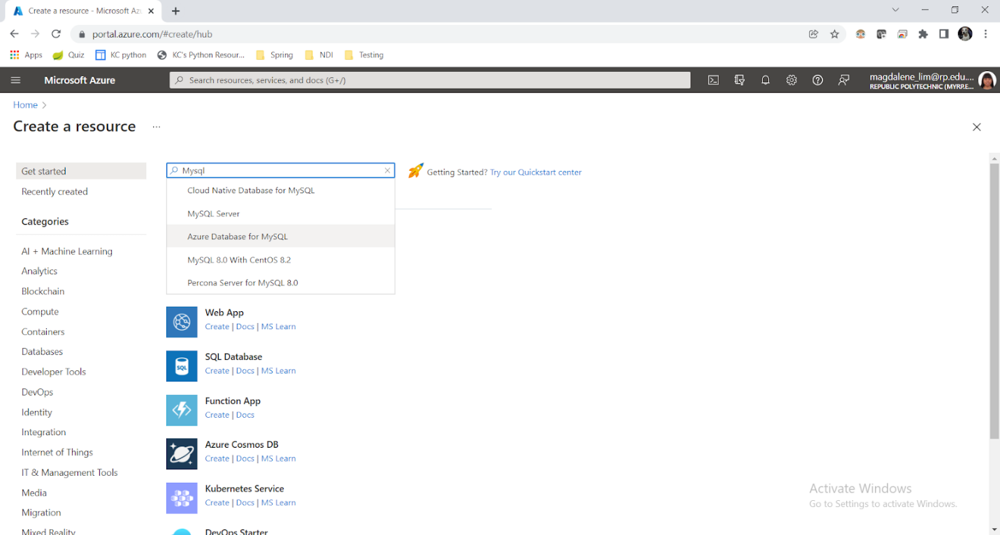 Create a resource - Microsoft Az
portal.azure.com/#create/hub
Apps
Quiz
KC python
KC's Python Resour...
Spring
NDI
Testing
Microsoft Azure
Search resources, services, and docs (G+/)
magdalene_lim@rp.edu....
REPUBLIC POLYTECHNIC (MYRP.E...
Home >
Create a resource ...
Get started
Recently created
Categories
AI + Machine Learning
Analytics
Blockchain
Compute
Containers
Databases
Developer Tools
DevOps
Identity
Integration
Internet of Things
IT & Management Tools
Media
Migration
Mixed Reality
Mysql
Getting Started? Try our Quickstart center
Cloud Native Database for MySQL
MySQL Server
Azure Database for MySQL
MySQL 8.0 With CentOS 8.2
Percona Server for MySQL 8.0
Web App
Create | Docs | MS Learn
SQL
SQL Database
Create | Docs | MS Learn
Function App
Create | Docs
Azure Cosmos DB
Create | Docs | MS Learn
Kubernetes Service
Create | Docs | MS Learn
DevOps Starter
Activate Windows
Go to Settings to activate Windows.